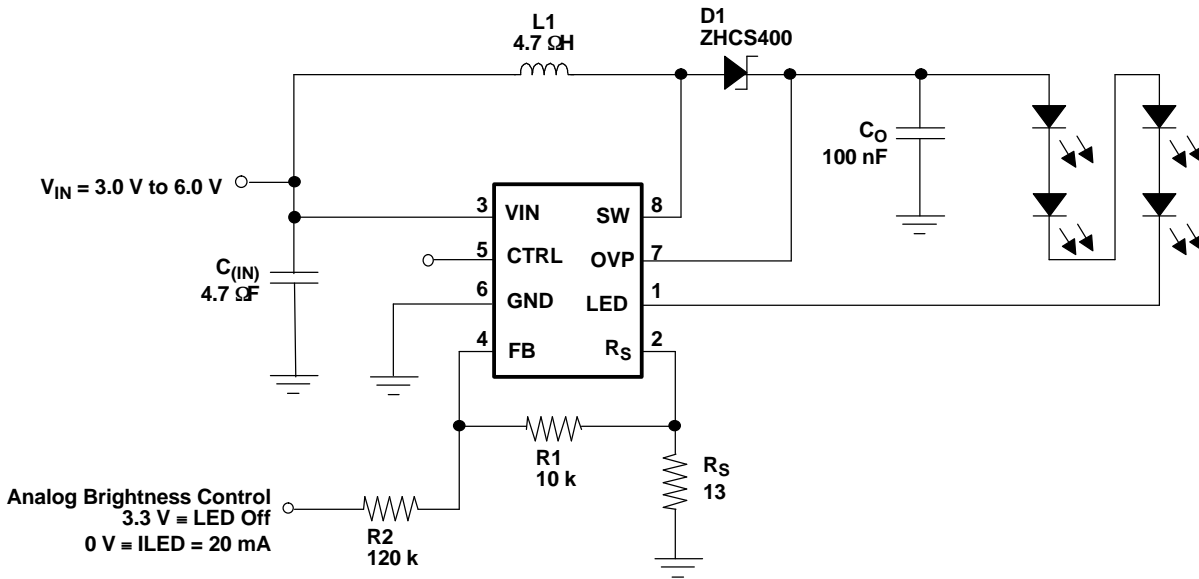 L1
4.7 ΩH
D1
ZHCS400
CO
100 nF
VIN = 3.0 V to 6.0 V
C(IN)
4.7 ΩF
3 VIN SW 8
5 CTRL OVP 7
6 GND LED 1
4 FB RS 2
R1
10 k
RS
13
Analog Brightness Control
3.3 V ≡ LED Off
0 V ≡ ILED = 20 mA
R2
120 k